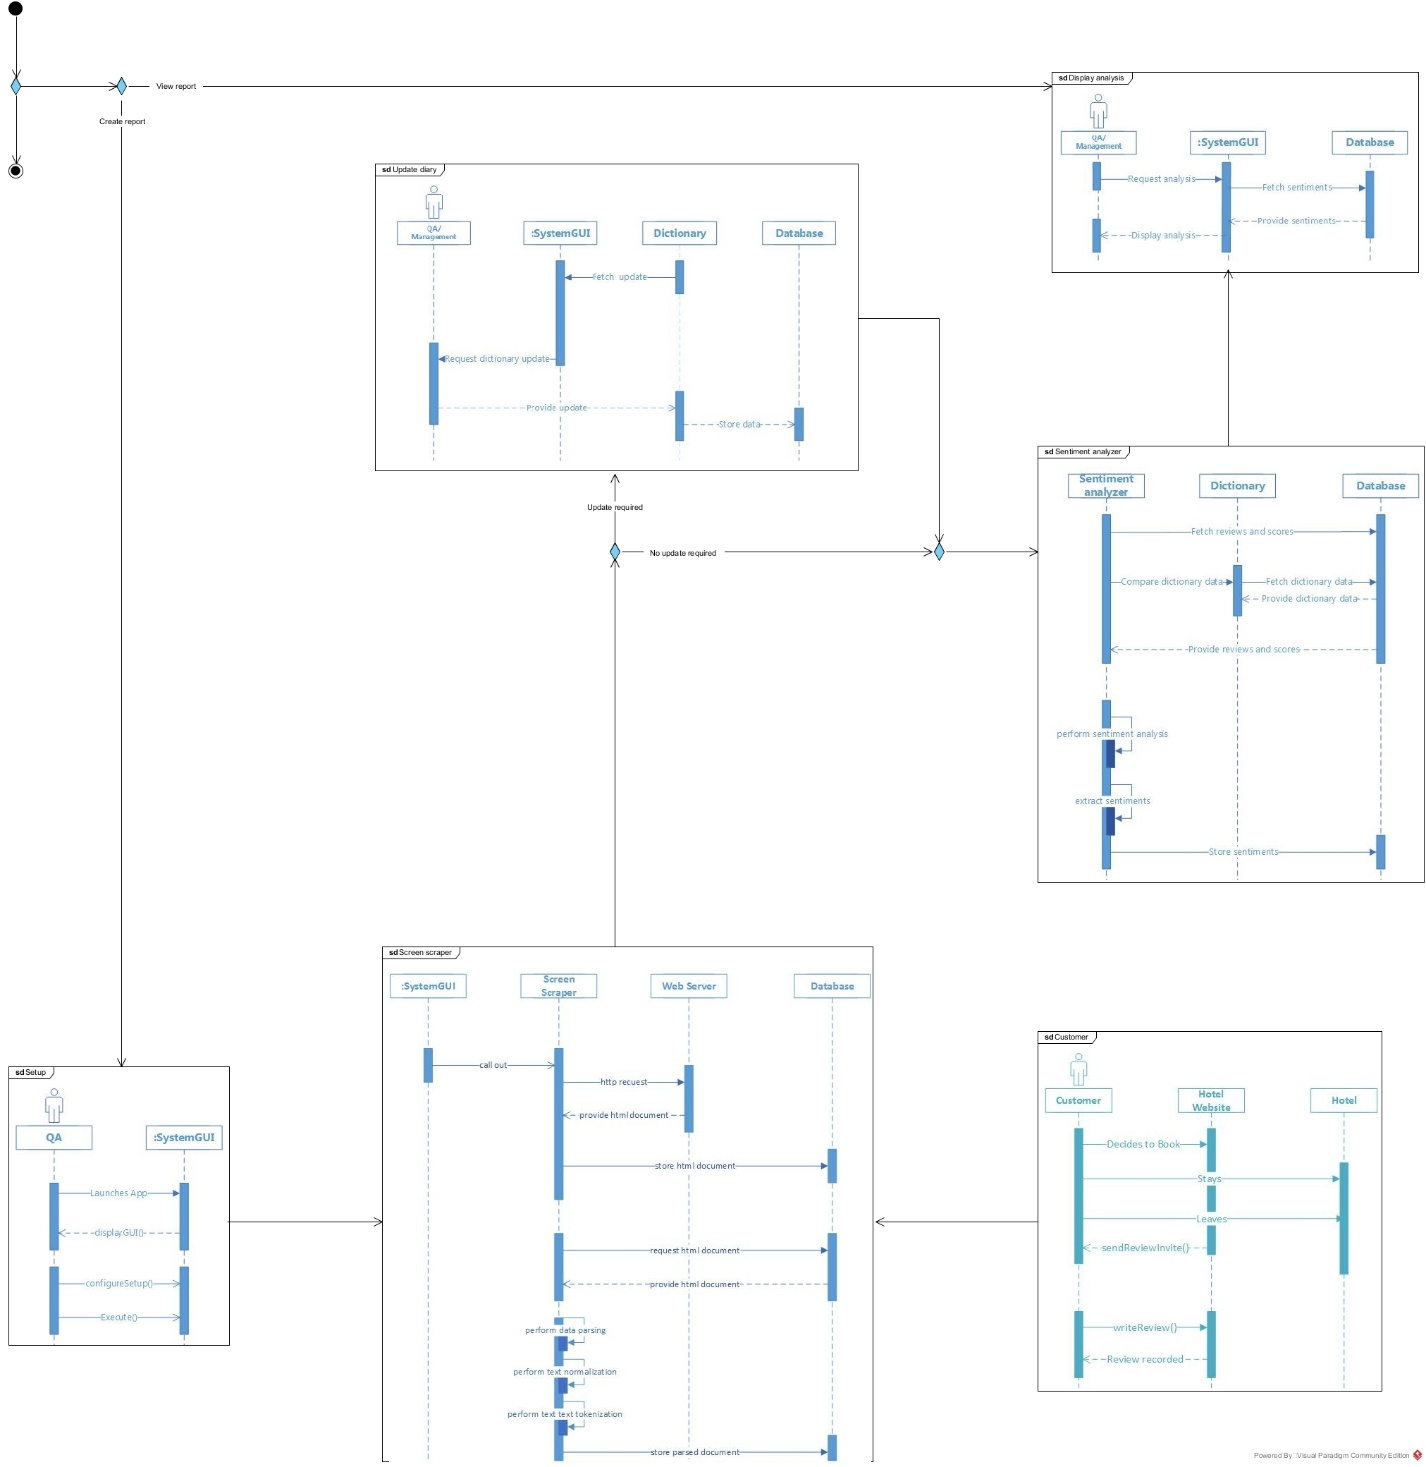 View report
Create report
sd Display analysis
QA/
Management
:SystemGUI
Database
Request analysis
Fetch sentiments
Provide sentiments
Display analysis
sd Update diary
QA/
Management
:SystemGUI
Dictionary
Database
Fetch update
Request dictionary update
Provide update
Store data
Update required
No update required
sd Sentiment analyzer
Sentiment
analyzer
Dictionary
Database
Fetch reviews and scores
Compare dictionary data
Fetch dictionary data
Provide dictionary data
Provide reviews and scores
perform sentiment analysis
extract sentiments
Store sentiments
sd Screen scraper
:SystemGUI
Screen
Scraper
Web Server
Database
call out
http recuest
provide html document
store html document
request html document
provide html document
perform data parsing
perform text normalization
perform text text tokenization
store parsed document
sd Setup
QA
:SystemGUI
Launches App
displayGUI()
configureSetup()
Execute()
sd Customer
Customer
Hotel
Website
Hotel
Decides to Book
Stays
Leaves
sendReviewInvite{}
writeReview{}
Review recorded
Powered By Visual Paradigm Community Edition